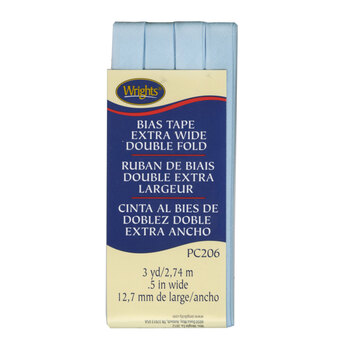 Wrights®
BIAS TAPE
EXTRA WIDE
DOUBLE FOLD
RUBAN DE BIAIS
DOUBLE EXTRA
LARGEUR
CINTA AL BIES DE
DOBLEZ DOBLE
EXTRA ANCHO
PC206
3 yd/2,74 m
.5 in wide
12,7 mm de large/ancho